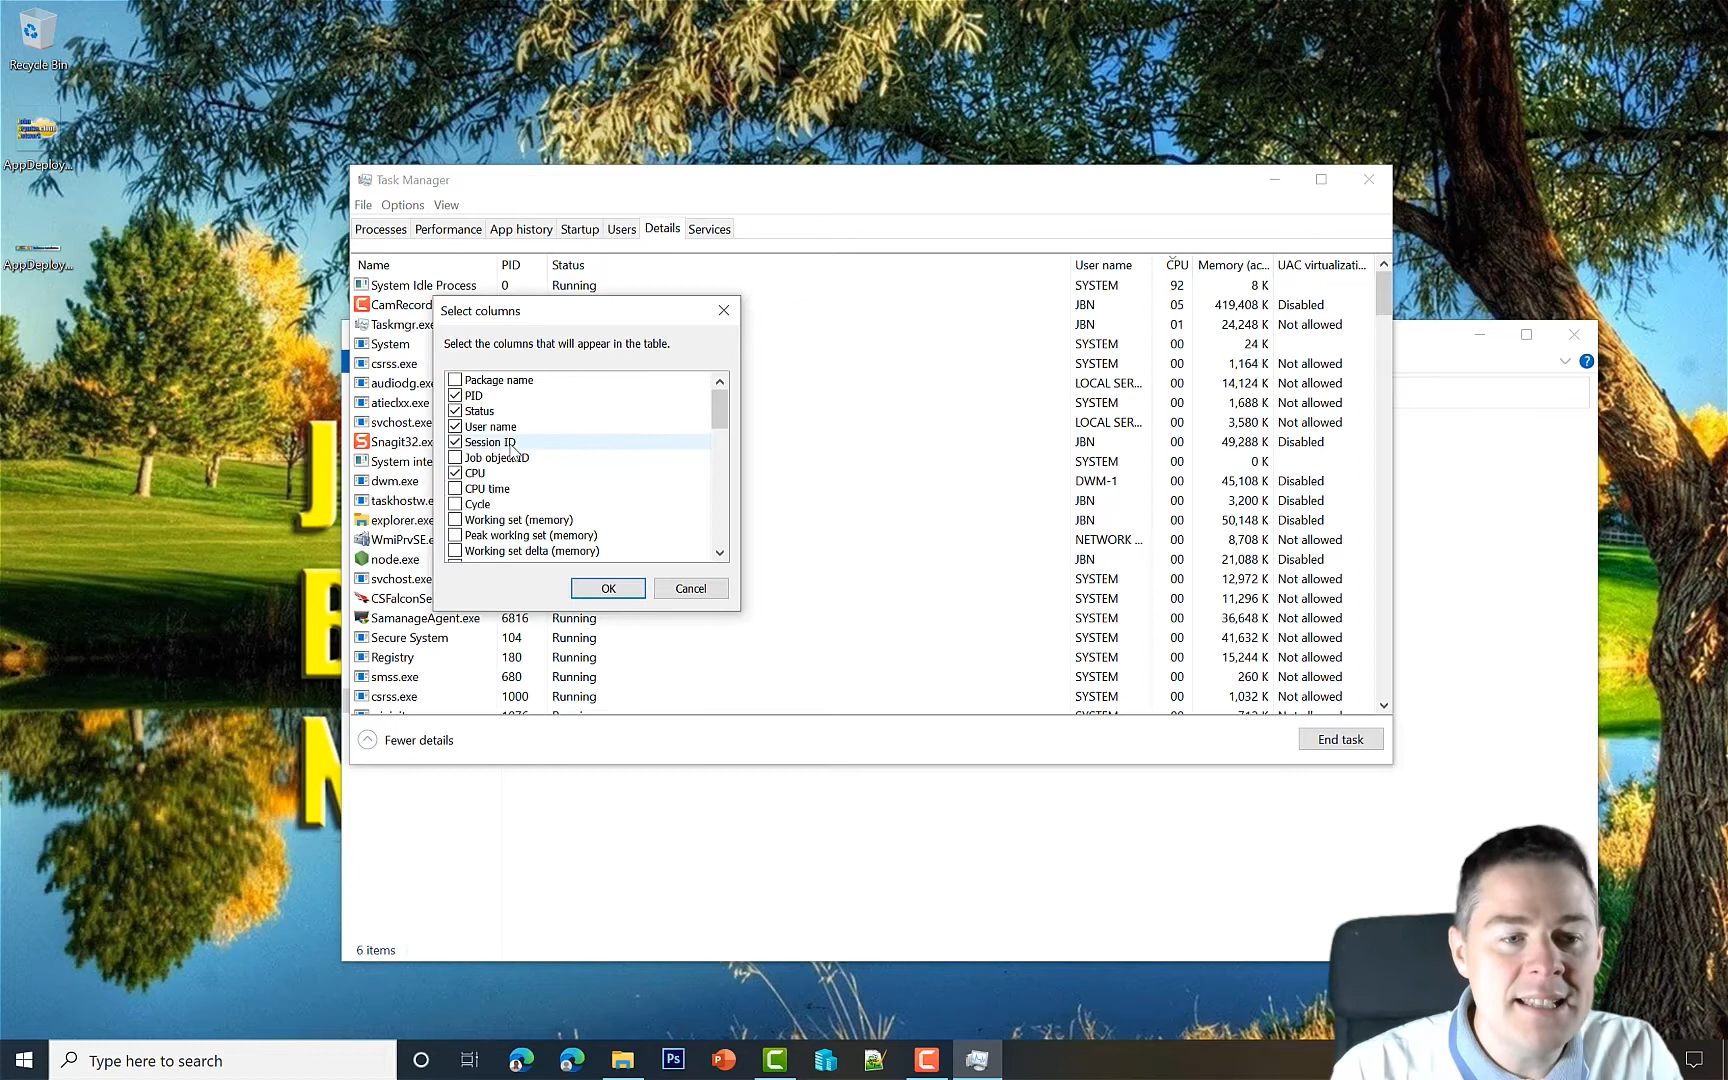 Recycle Bin
AppDeploy...
AppDeploy...
J
B
N
Task Manager
File Options View
Processes Performance App history Startup Users Details Services
Name PID Status User name CPU Memory (ac... UAC virtualizati...
System Idle Process 0 Running SYSTEM 92 8 K
CamRecord JBN 05 419,408 K Disabled
Taskmgr.exe JBN 01 24,248 K Not allowed
System SYSTEM 00 24 K
csrss.exe SYSTEM 00 1,164 K Not allowed
audiodg.exe LOCAL SER... 00 14,124 K Not allowed
atieclxx.exe SYSTEM 00 1,688 K Not allowed
svchost.exe LOCAL SER... 00 3,580 K Not allowed
Snagit32.ex JBN 00 49,288 K Disabled
System inte SYSTEM 00 0 K
dwm.exe DWM-1 00 45,108 K Disabled
taskhostw.e JBN 00 3,200 K Disabled
explorer.exe JBN 00 50,148 K Disabled
WmiPrvSE.e NETWORK ... 00 8,708 K Not allowed
node.exe JBN 00 21,088 K Disabled
svchost.exe SYSTEM 00 12,972 K Not allowed
CSFalconSe SYSTEM 00 11,296 K Not allowed
SamanageAgent.exe 6816 Running SYSTEM 00 36,648 K Not allowed
Secure System 104 Running SYSTEM 00 41,632 K Not allowed
Registry 180 Running SYSTEM 00 15,244 K Not allowed
smss.exe 680 Running SYSTEM 00 260 K Not allowed
csrss.exe 1000 Running SYSTEM 00 1,032 K Not allowed
Select columns
Select the columns that will appear in the table.
Package name
PID
Status
User name
Session ID
Job object ID
CPU
CPU time
Cycle
Working set (memory)
Peak working set (memory)
Working set delta (memory)
OK Cancel
Fewer details End task
6 items
Type here to search